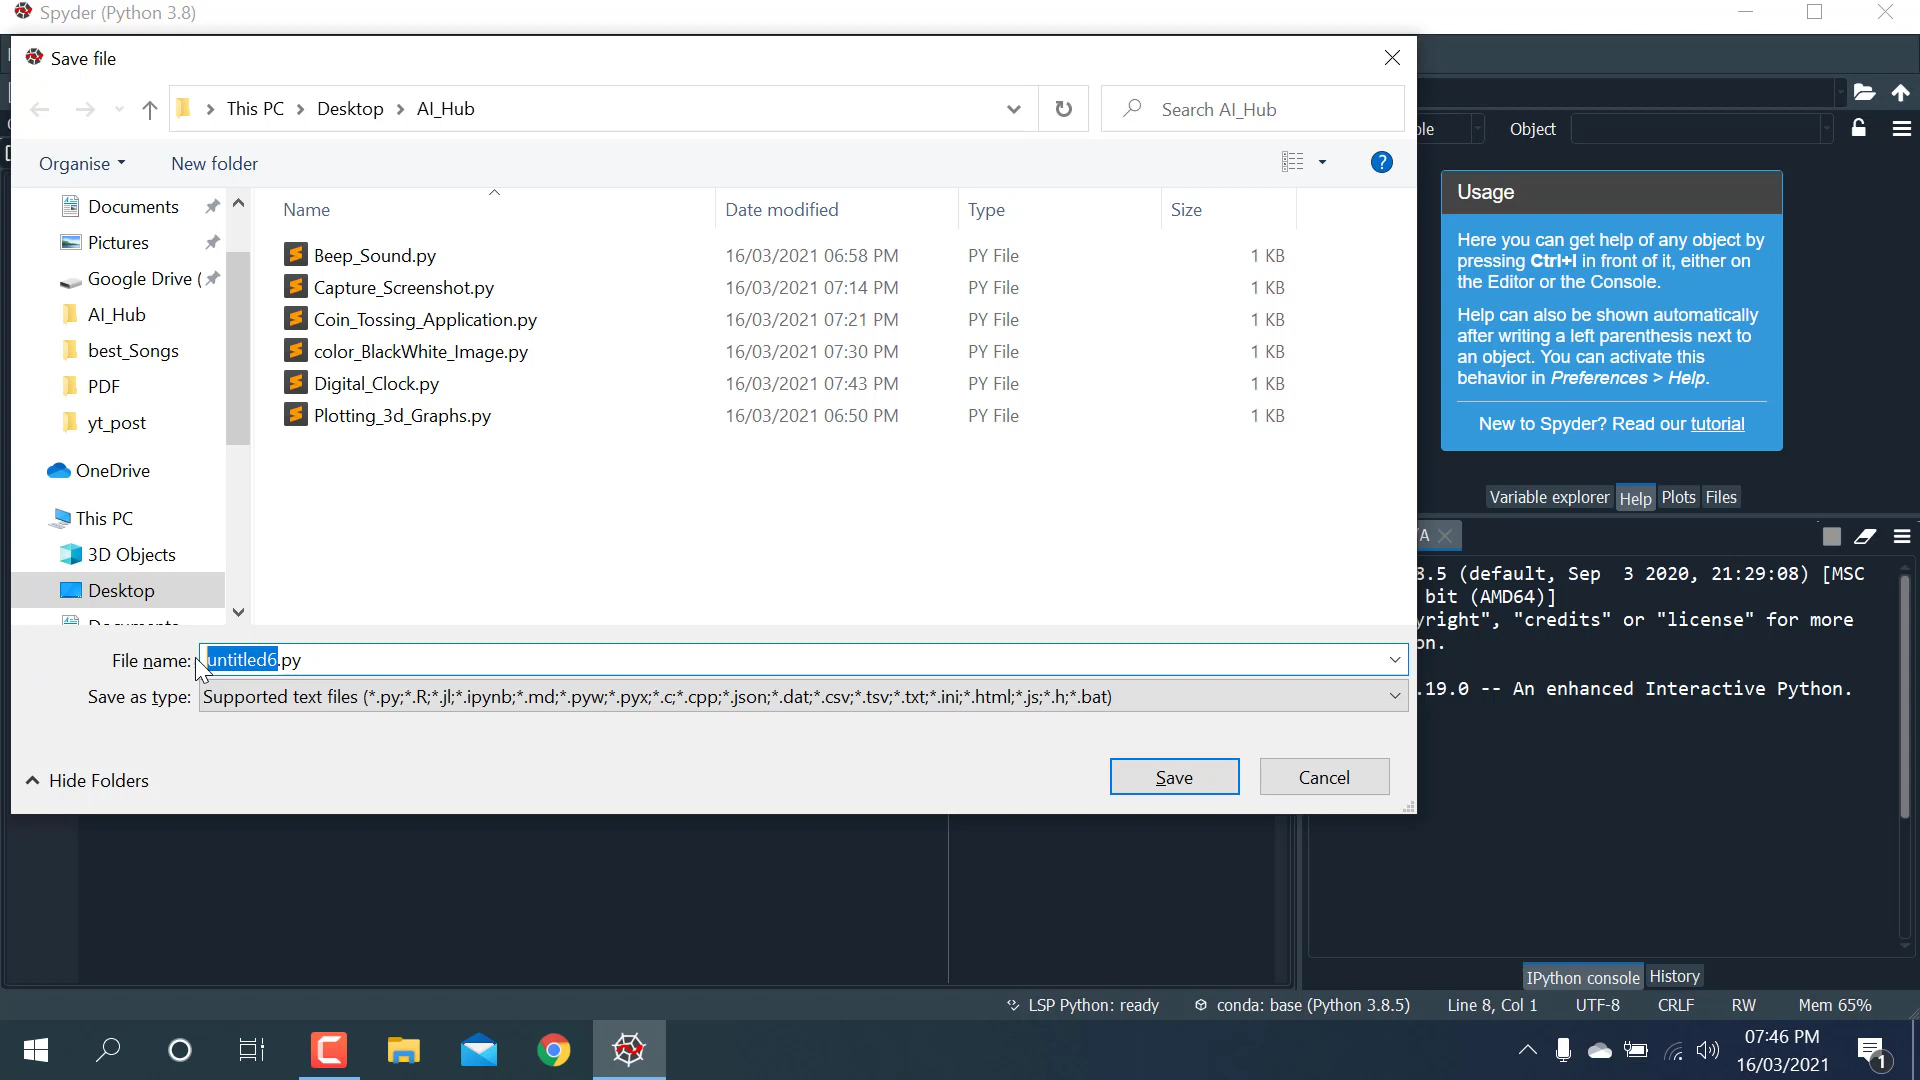 Spyder (Python 3.8)
Save file
This PC
Desktop
AI_Hub
Search AI_Hub
Organise
New folder
Documents
Pictures
Google Drive (
AI_Hub
best_Songs
PDF
yt_post
OneDrive
This PC
3D Objects
Desktop
Name Date modified Type Size
Beep_Sound.py 16/03/2021 06:58 PM PY File 1 KB
Capture_Screenshot.py 16/03/2021 07:14 PM PY File 1 KB
Coin_Tossing_Application.py 16/03/2021 07:21 PM PY File 1 KB
color_BlackWhite_Image.py 16/03/2021 07:30 PM PY File 1 KB
Digital_Clock.py 16/03/2021 07:43 PM PY File 1 KB
Plotting_3d_Graphs.py 16/03/2021 06:50 PM PY File 1 KB
File name: untitled6.py
Save as type: Supported text files (*.py;*.R;*.jl;*.ipynb;*.md;*.pyw;*.pyx;*.c;*.cpp;*.json;*.dat;*.csv;*.tsv;*.txt;*.ini;*.html;*.js;*.h;*.bat)
Hide Folders
Save
Cancel
Object
Usage
Here you can get help of any object by
pressing Ctrl+I in front of it, either on
the Editor or the Console.
Help can also be shown automatically
after writing a left parenthesis next to
an object. You can activate this
behavior in Preferences > Help.
New to Spyder? Read our tutorial
Variable explorer Help Plots Files
3.5 (default, Sep 3 2020, 21:29:08) [MSC
bit (AMD64)]
yright", "credits" or "license" for more
on.
.19.0 -- An enhanced Interactive Python.
IPython console History
LSP Python: ready conda: base (Python 3.8.5) Line 8, Col 1 UTF-8 CRLF RW Mem 65%
07:46 PM
16/03/2021
1